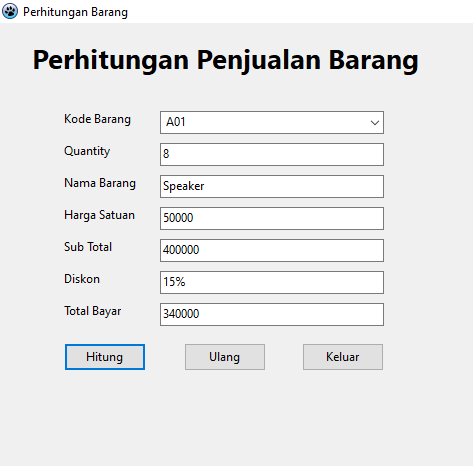 Perhitungan Barang
Perhitungan Penjualan Barang
Kode Barang A01
Quantity 8
Nama Barang Speaker
Harga Satuan 50000
Sub Total 400000
Diskon 15%
Total Bayar 340000
Hitung Ulang Keluar